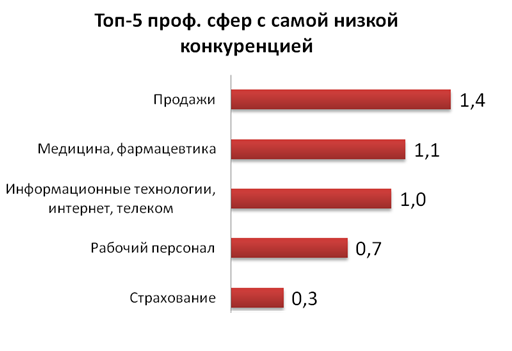 Топ-5 проф. сфер с самой низкой
конкуренцией
Продажи
1,4
Медицина, фармацевтика
1,1
Информационные технологии,
интернет, телеком
1,0
Рабочий персонал
0,7
Страхование
0,3